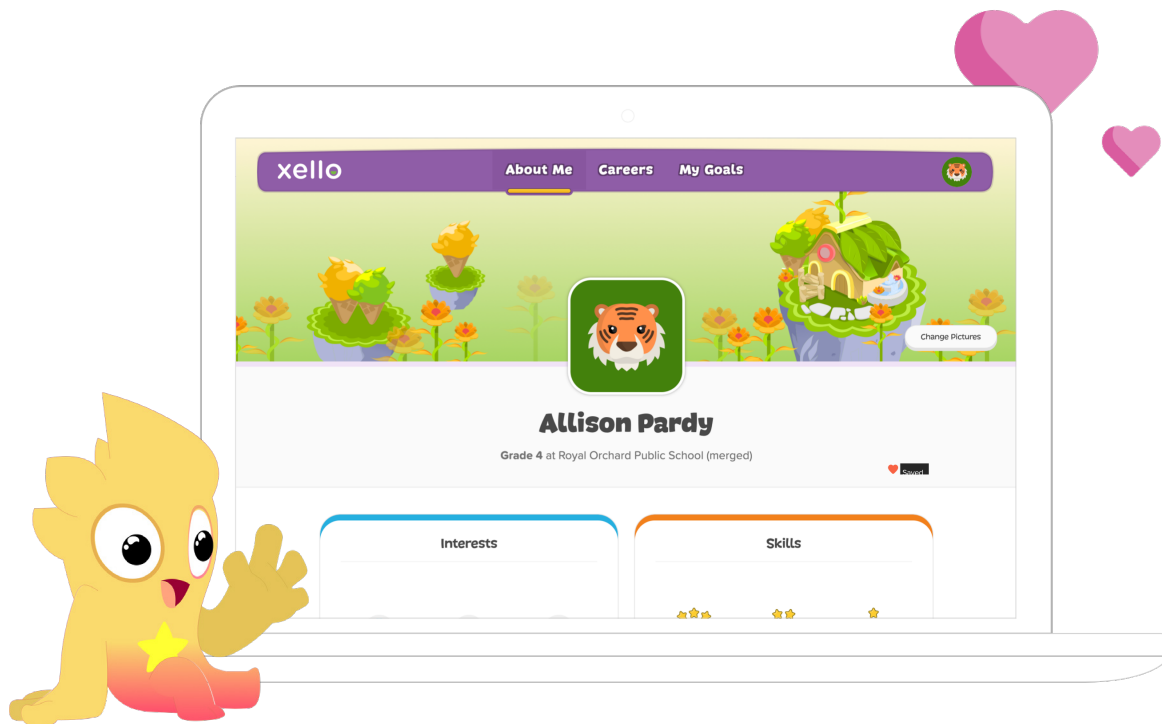 xello
About Me Careers My Goals
Change Pictures
Allison Pardy
Grade 4 at Royal Orchard Public School (merged)
Saved
Interests
Skills